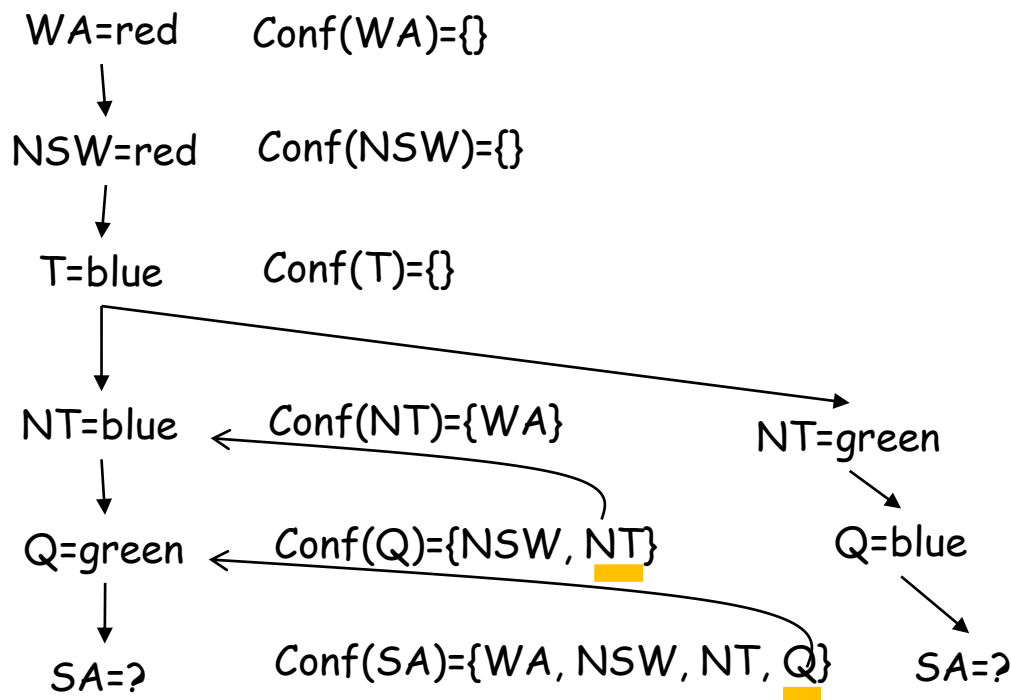 WA=red Conf(WA)={}
NSW=red Conf(NSW)={}
T=blue Conf(T)={}
NT=blue Conf(NT)={WA} NT=green
Q=green Conf(Q)={NSW, NT} Q=blue
SA=? Conf(SA)={WA, NSW, NT, Q} SA=?